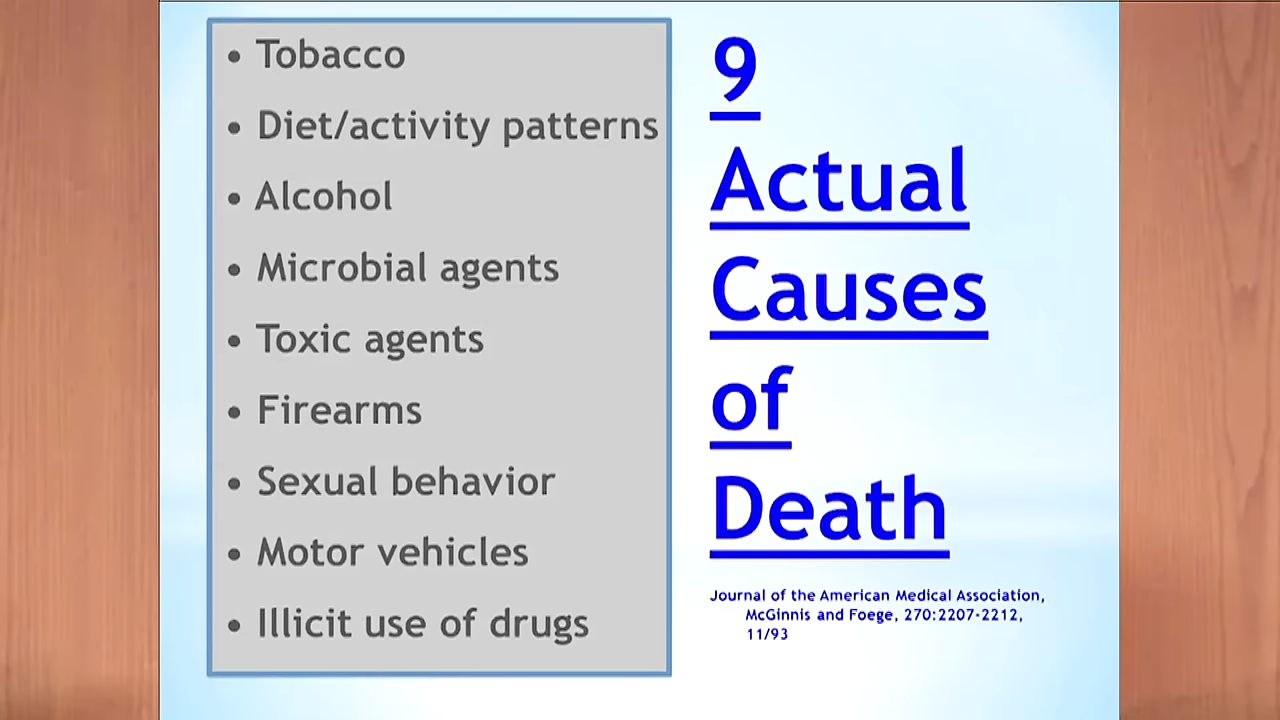 • Tobacco
• Diet/activity patterns
• Alcohol
• Microbial agents
• Toxic agents
• Firearms
• Sexual behavior
• Motor vehicles
• Illicit use of drugs
9
Actual
Causes
of
Death
Journal of the American Medical Association,
McGinnis and Foege, 270:2207-2212,
11/93